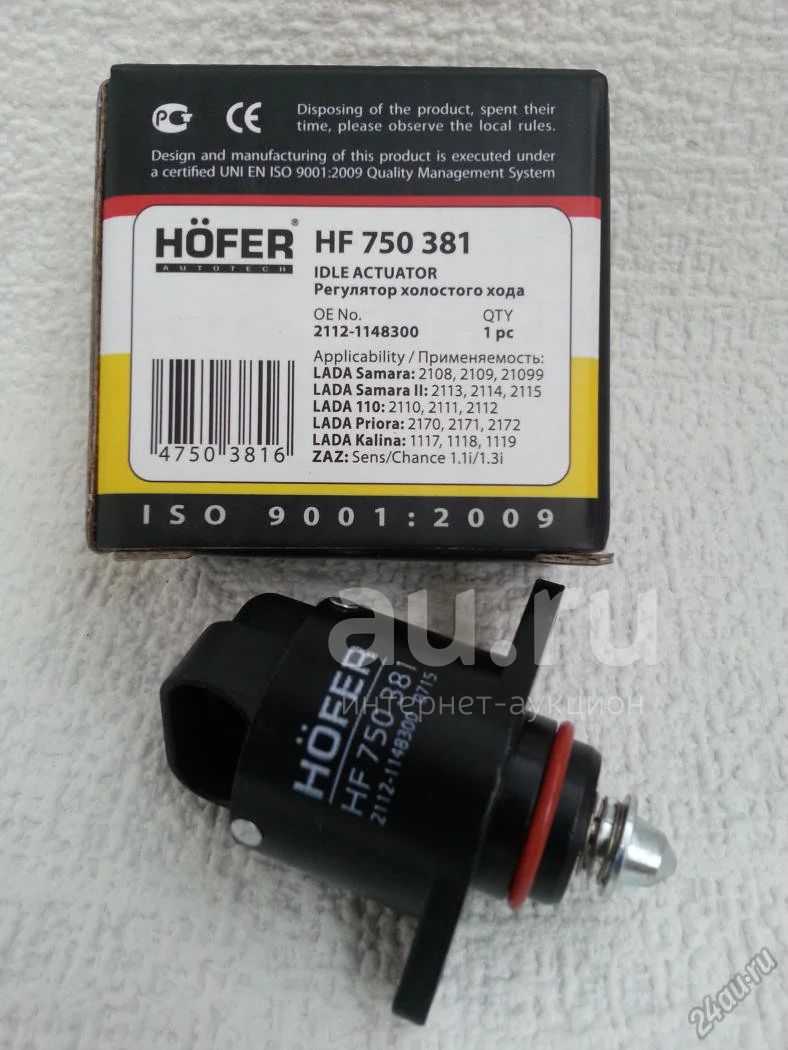 Disposing of the product, spent their
time, please observe the local rules.
Design and manufacturing of this product is executed under
a certified UNI EN ISO 9001:2009 Quality Management System
HÖFER®
AUTOTECH
HF 750 381
IDLE ACTUATOR
Регулятор холостого хода
OE No. QTY
2112-1148300 1 pc
Applicability / Применяемость:
LADA Samara: 2108, 2109, 21099
LADA Samara II: 2113, 2114, 2115
LADA 110: 2110, 2111, 2112
LADA Priora: 2170, 2171, 2172
LADA Kalina: 1117, 1118, 1119
ZAZ: Sens/Chance 1.1i/1.3i
4750 3816
ISO 9001:2009
au.ru
интернет-аукцион
HÖFER
HF 750 381
2112-1148300 0715
24au.ru